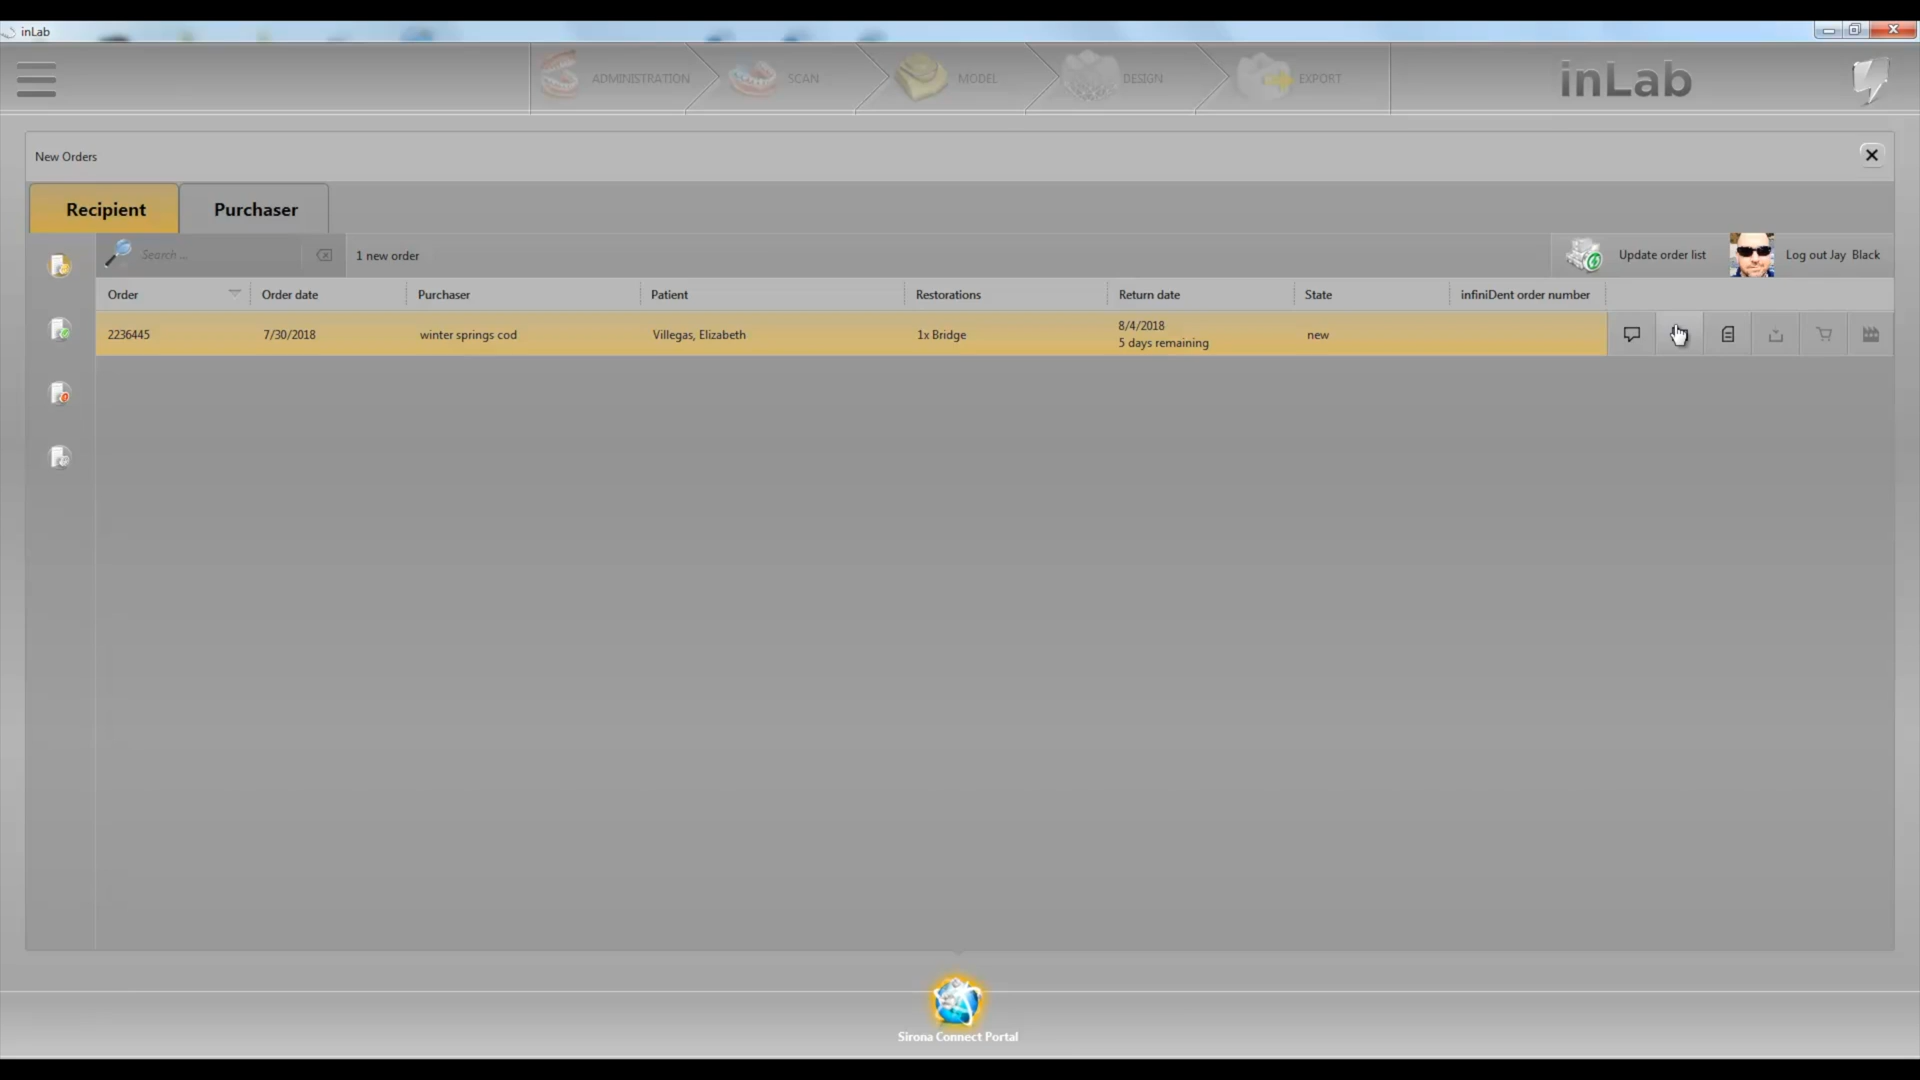 inLab
ADMINISTRATION
SCAN
MODEL
DESIGN
EXPORT
inLab
New Orders
Recipient
Purchaser
Search ...
1 new order
Update order list
Log out Jay Black
Order
Order date
Purchaser
Patient
Restorations
Return date
State
infiniDent order number
2236445
7/30/2018
winter springs cod
Villegas, Elizabeth
1x Bridge
8/4/2018
5 days remaining
new
Sirona Connect Portal